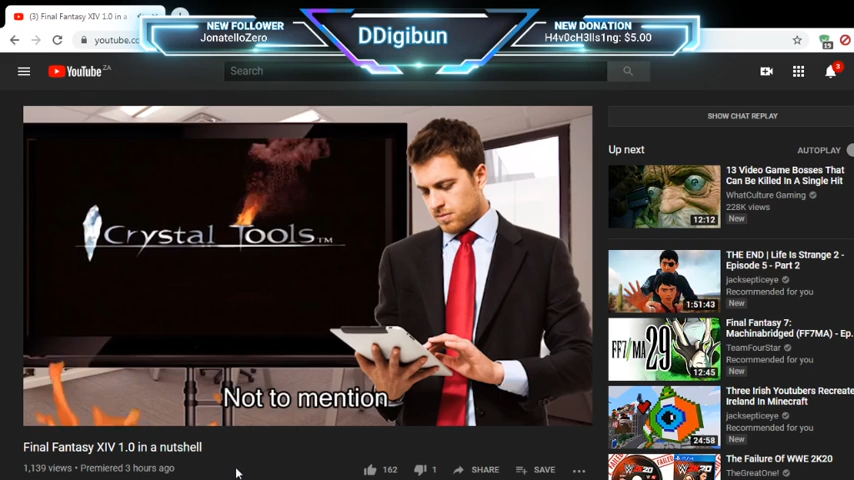 (3) Final Fantasy XIV 1.0 in a
NEW FOLLOWER
JonatelloZero
DDigibun
NEW DONATION
H4v0cH3lls1ng: $5.00
youtube.co
19
YouTube ZA
Search
3
Crystal Tools™
Not to mention
Final Fantasy XIV 1.0 in a nutshell
1,139 views • Premiered 3 hours ago
162
1
SHARE
SAVE
SHOW CHAT REPLAY
Up next
AUTOPLAY
12:12
13 Video Game Bosses That
Can Be Killed In A Single Hit
WhatCulture Gaming
228K views
New
1:51:43
THE END | Life Is Strange 2 -
Episode 5 - Part 2
jacksepticeye
Recommended for you
New
FF7/MA 29
12:45
Final Fantasy 7:
Machinabridged (FF7MA) - Ep.
TeamFourStar
Recommended for you
New
24:58
Three Irish Youtubers Recreate
Ireland In Minecraft
jacksepticeye
Recommended for you
New
The Failure Of WWE 2K20
TheGreatOne!